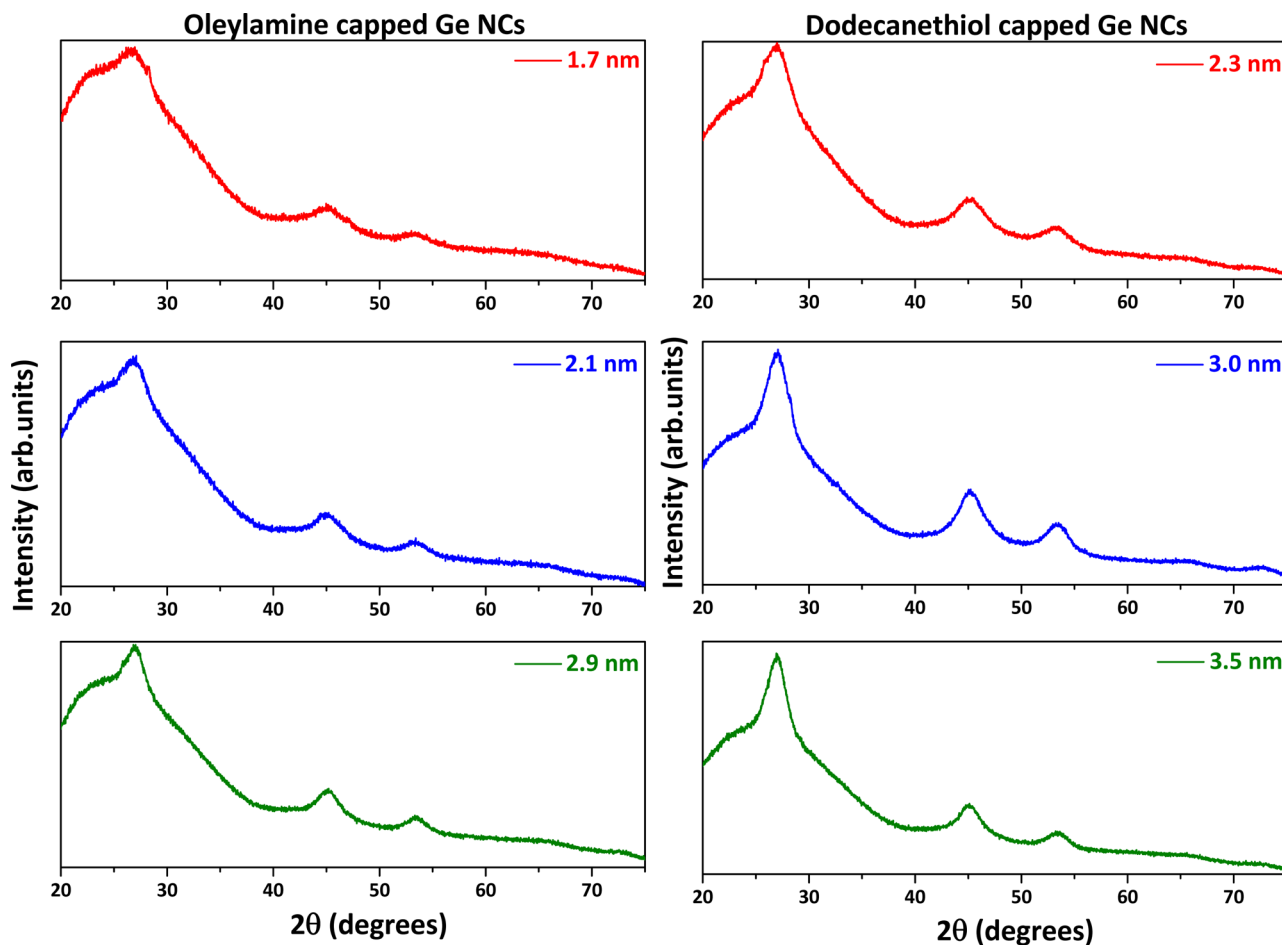 Oleylamine capped Ge NCs
1.7 nm
20 30 40 50 60 70
2.1 nm
20 30 40 50 60 70
2.9 nm
20 30 40 50 60 70
Intensity (arb.units)
2θ (degrees)
Dodecanethiol capped Ge NCs
2.3 nm
20 30 40 50 60 70
3.0 nm
20 30 40 50 60 70
3.5 nm
20 30 40 50 60 70
Intensity (arb.units)
2θ (degrees)